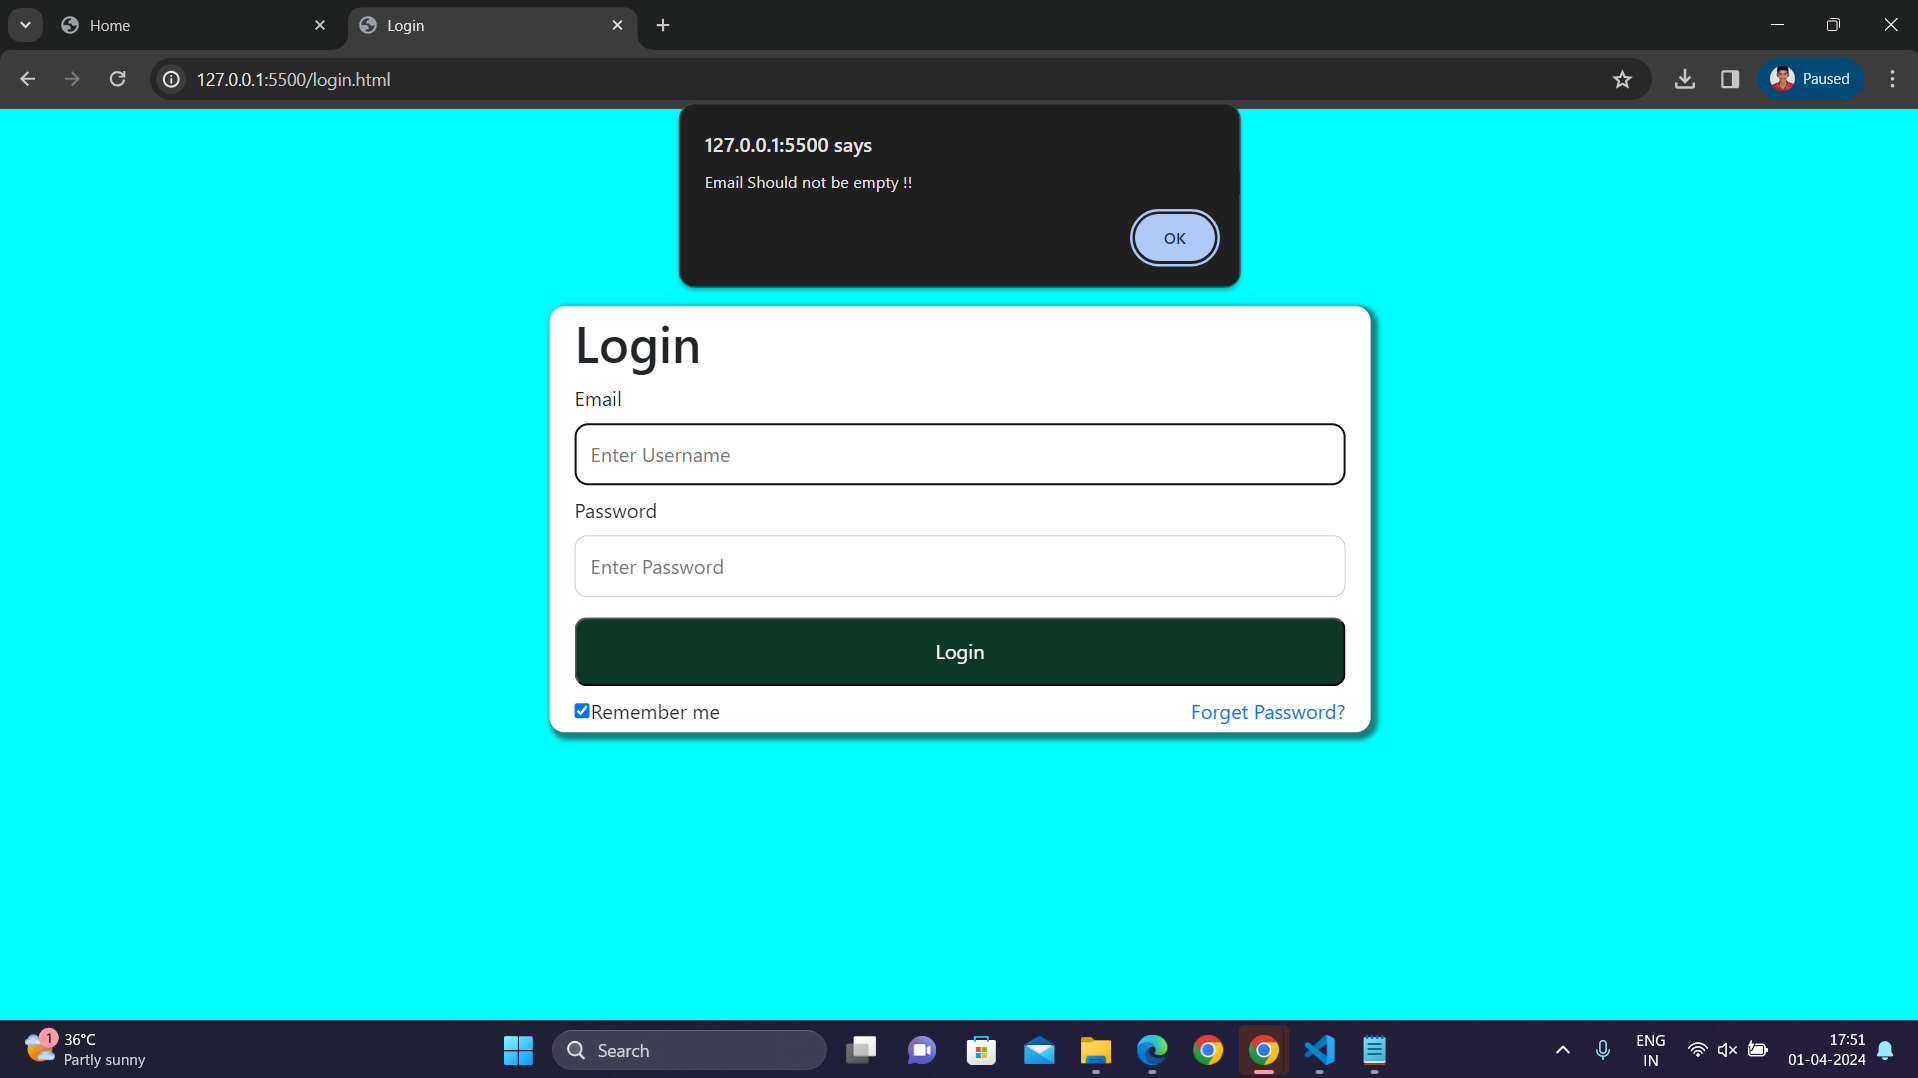 Home
Login
127.0.0.1:5500/login.html
Paused
127.0.0.1:5500 says
Email Should not be empty !!
OK
Login
Email
Enter Username
Password
Enter Password
Login
Remember me
Forget Password?
1
36°C
Partly sunny
Search
ENG
IN
17:51
01-04-2024